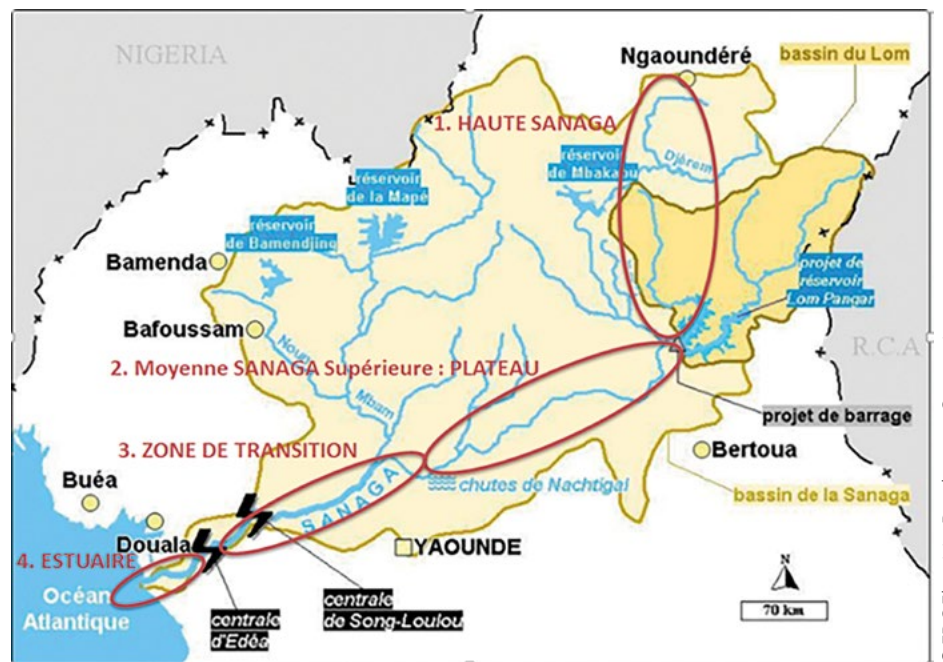 NIGERIA
Ngaoundéré
bassin du Lom
1. HAUTE SANAGA
réservoir
de Mbakaou
Djérem
réservoir
de la Mapé
réservoir
de Bamendjing
Bamenda
projet de
réservoir
Lom Pangar
Bafoussam
R.C.A
Noun
2. Moyenne SANAGA Supérieure : PLATEAU
Mbam
projet de barrage
3. ZONE DE TRANSITION
Bertoua
Buéa
SANAGA
chutes de Nachtigal
bassin de la Sanaga
Douala
YAOUNDE
4. ESTUAIRE
Océan
Atlantique
centrale
d'Edéa
centrale
de Song-Loulou
N
70 km